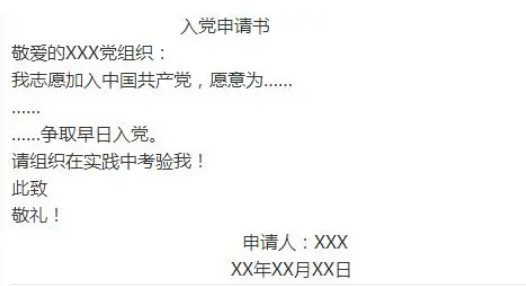 入党申请书
敬爱的XXX党组织：
我志愿加入中国共产党，愿意为……
……
……争取早日入党。
请组织在实践中考验我！
此致
敬礼！
申请人：XXX
XX年XX月XX日